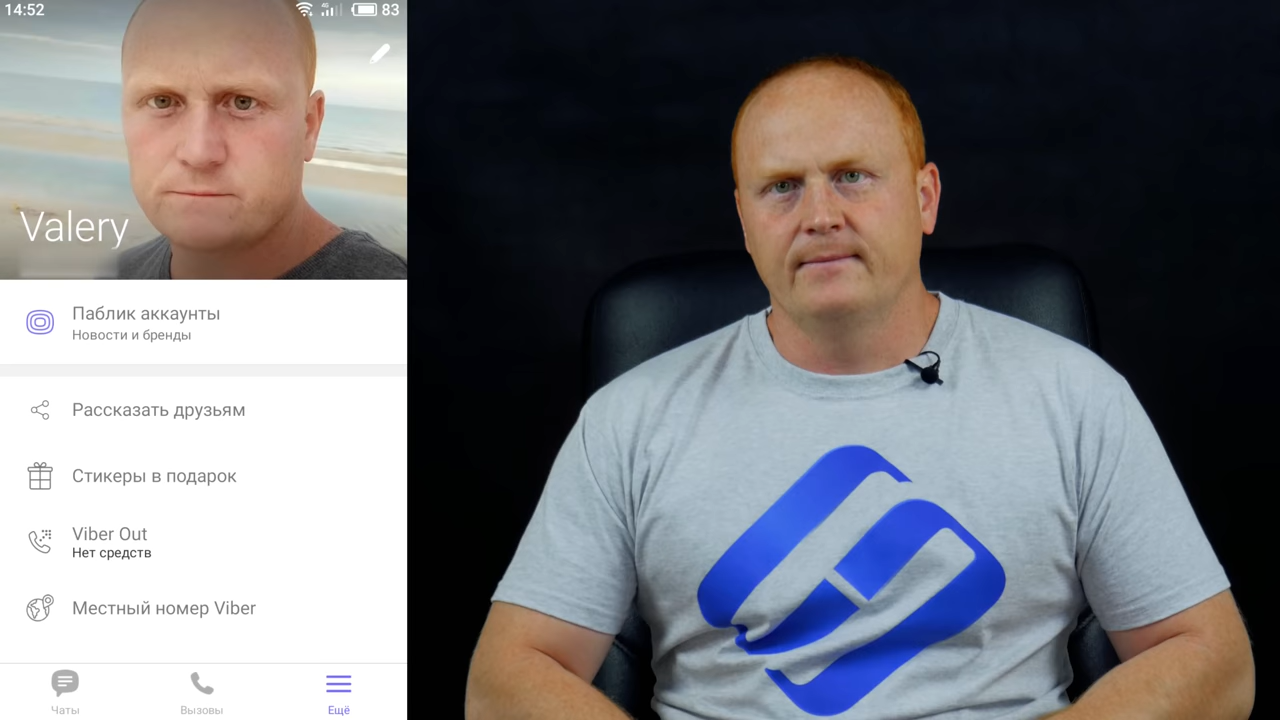 14:52
4G
83
Valery
Паблик аккаунты
Новости и бренды
Рассказать друзьям
Стикеры в подарок
Viber Out
Нет средств
Местный номер Viber
Чаты
Вызовы
Ещё